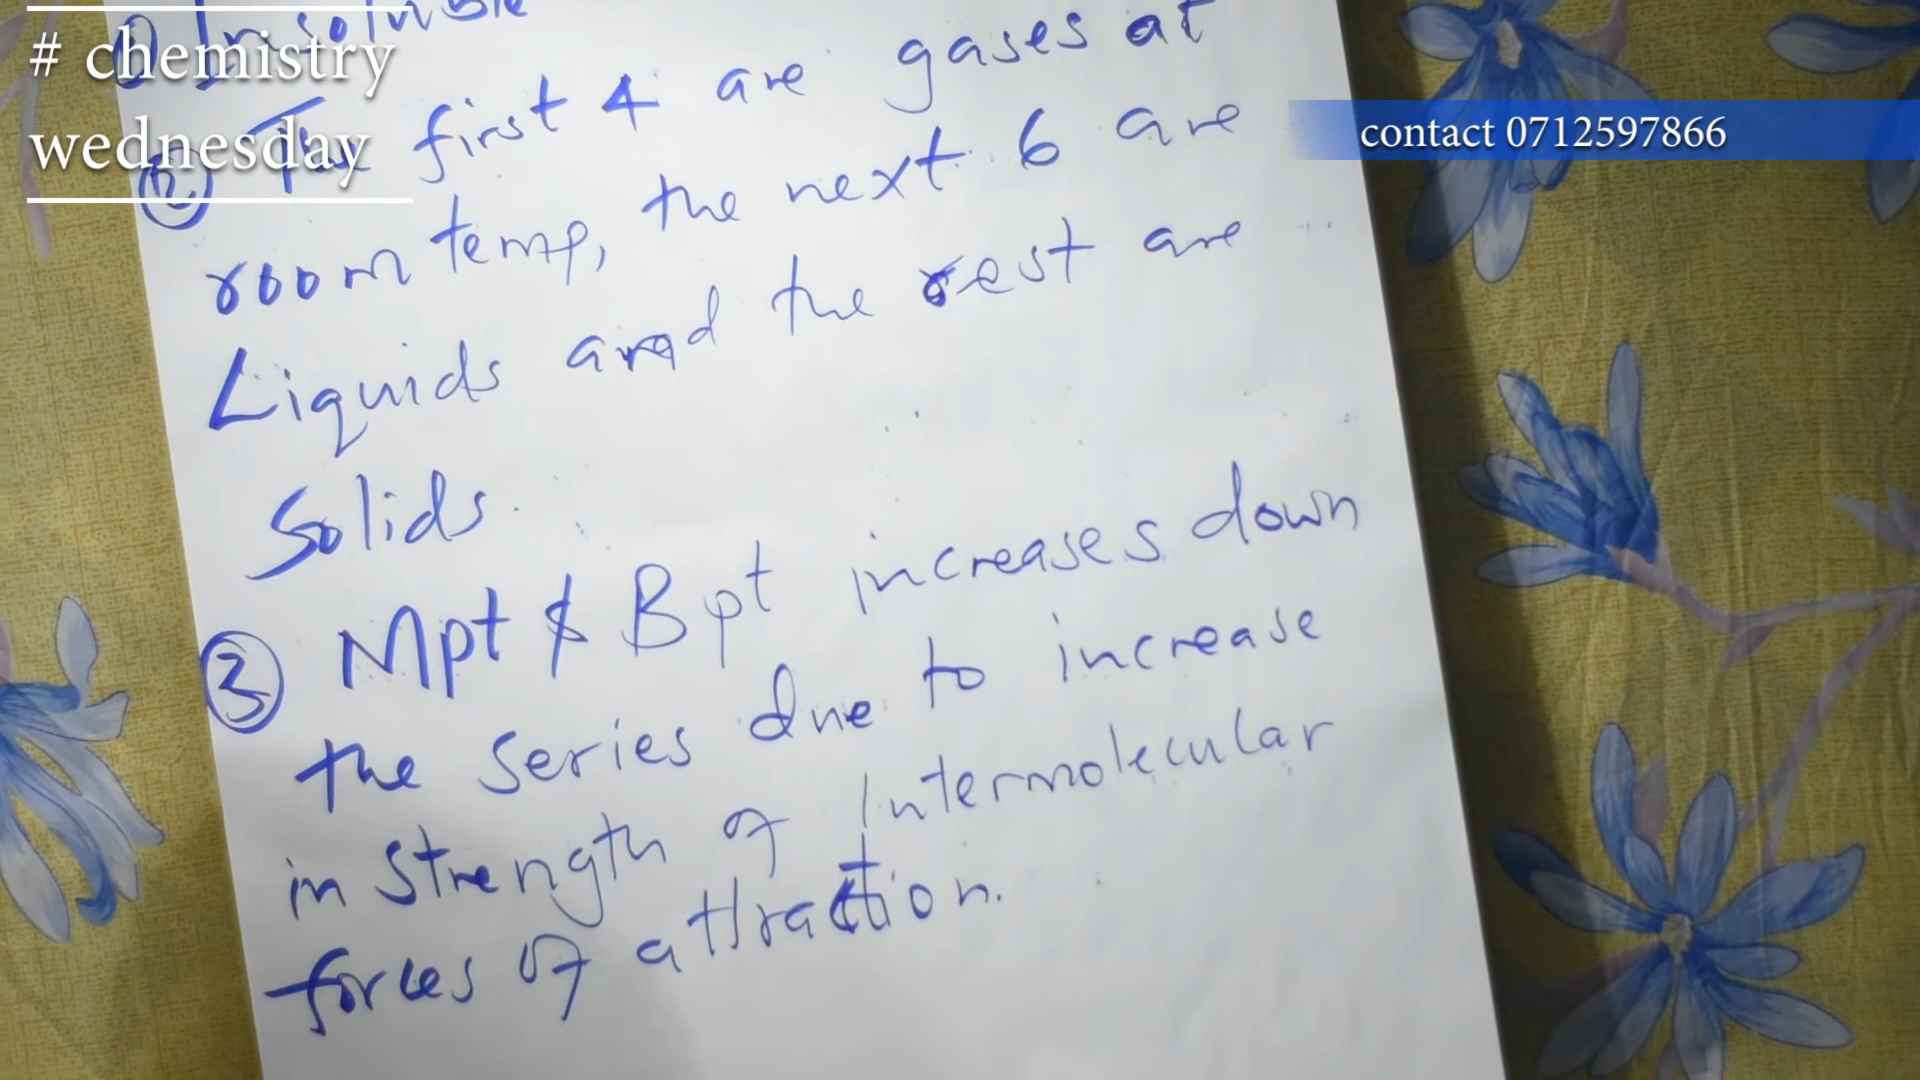 # chemistry
wednesday
contact 0712597866
① Insoluble
② The first 4 are gases at
room temp, the next 6 are
Liquids and the rest are
Solids.
③ Mpt & Bpt increases down
the series due to increase
in strength of Intermolecular
forces of attraction.